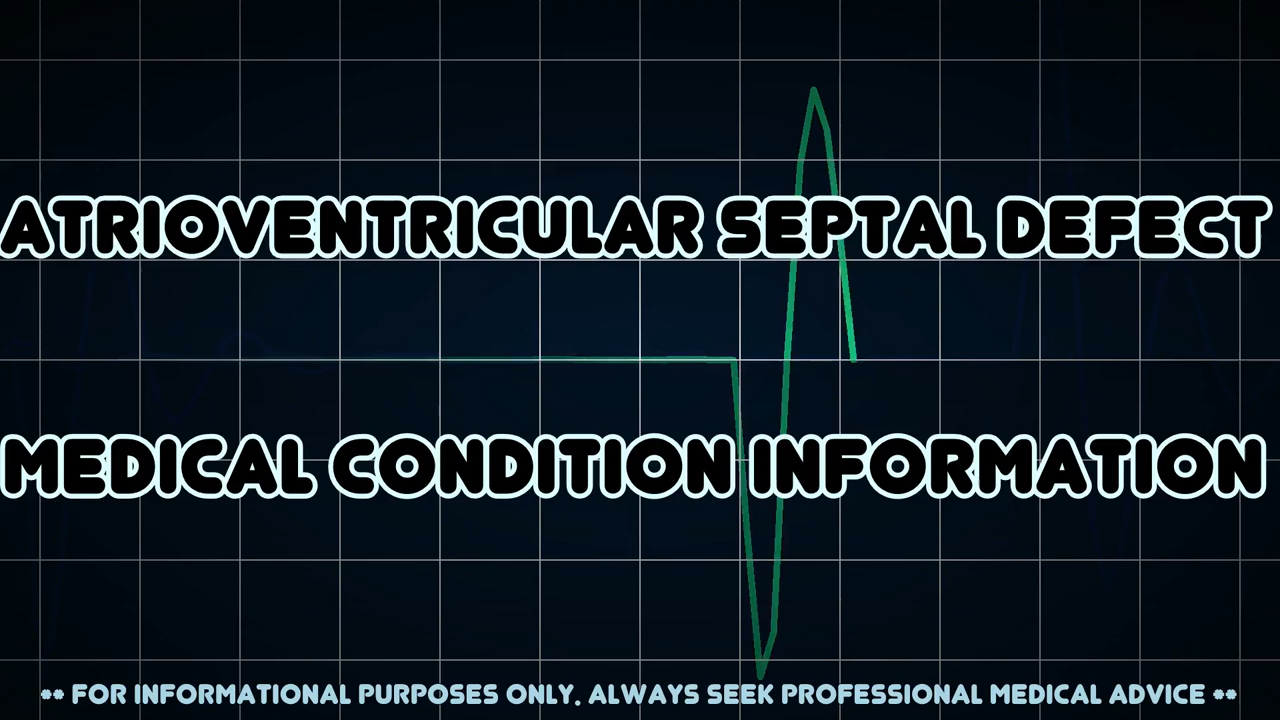 ATRIOVENTRICULAR SEPTAL DEFECT
MEDICAL CONDITION INFORMATION
** FOR INFORMATIONAL PURPOSES ONLY. ALWAYS SEEK PROFESSIONAL MEDICAL ADVICE **